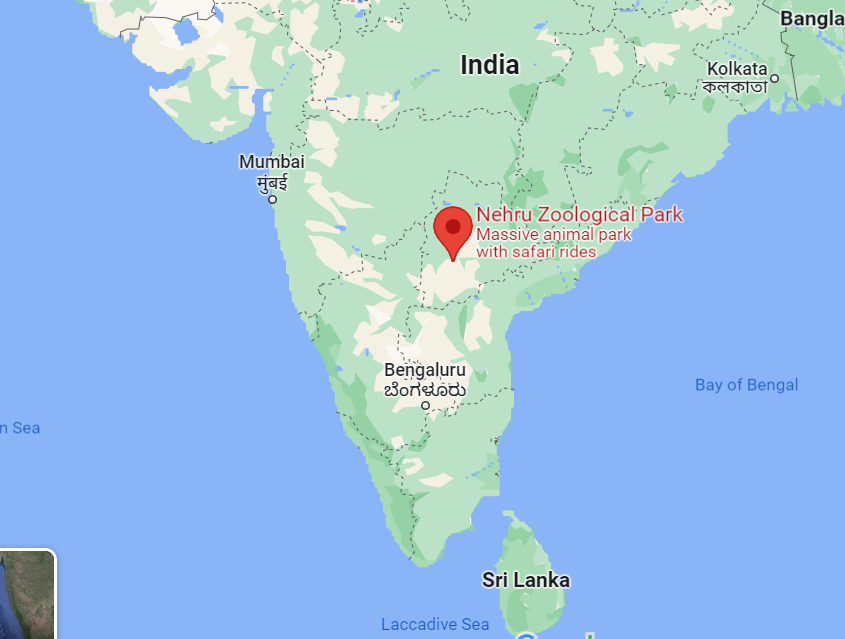 Bangla
India
Kolkata
কলকাতা
Mumbai
मुंबई
Nehru Zoological Park
Massive animal park
with safari rides
Bengaluru
ಬೆಂಗಳೂರು
Bay of Bengal
n Sea
Sri Lanka
Laccadive Sea